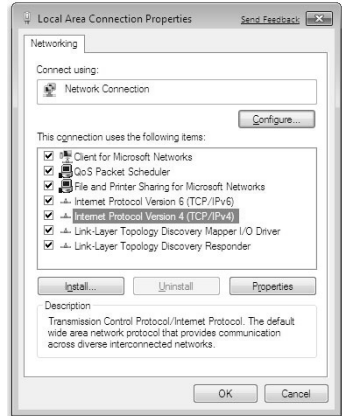 Local Area Connection Properties
Send Feedback
Networking
Connect using:
Network Connection
Configure...
This connection uses the following items:
Client for Microsoft Networks
QoS Packet Scheduler
File and Printer Sharing for Microsoft Networks
Internet Protocol Version 6 (TCP/IPv6)
Internet Protocol Version 4 (TCP/IPv4)
Link-Layer Topology Discovery Mapper I/O Driver
Link-Layer Topology Discovery Responder
Install...
Uninstall
Properties
Description
Transmission Control Protocol/Internet Protocol. The default
wide area network protocol that provides communication
across diverse interconnected networks.
OK
Cancel